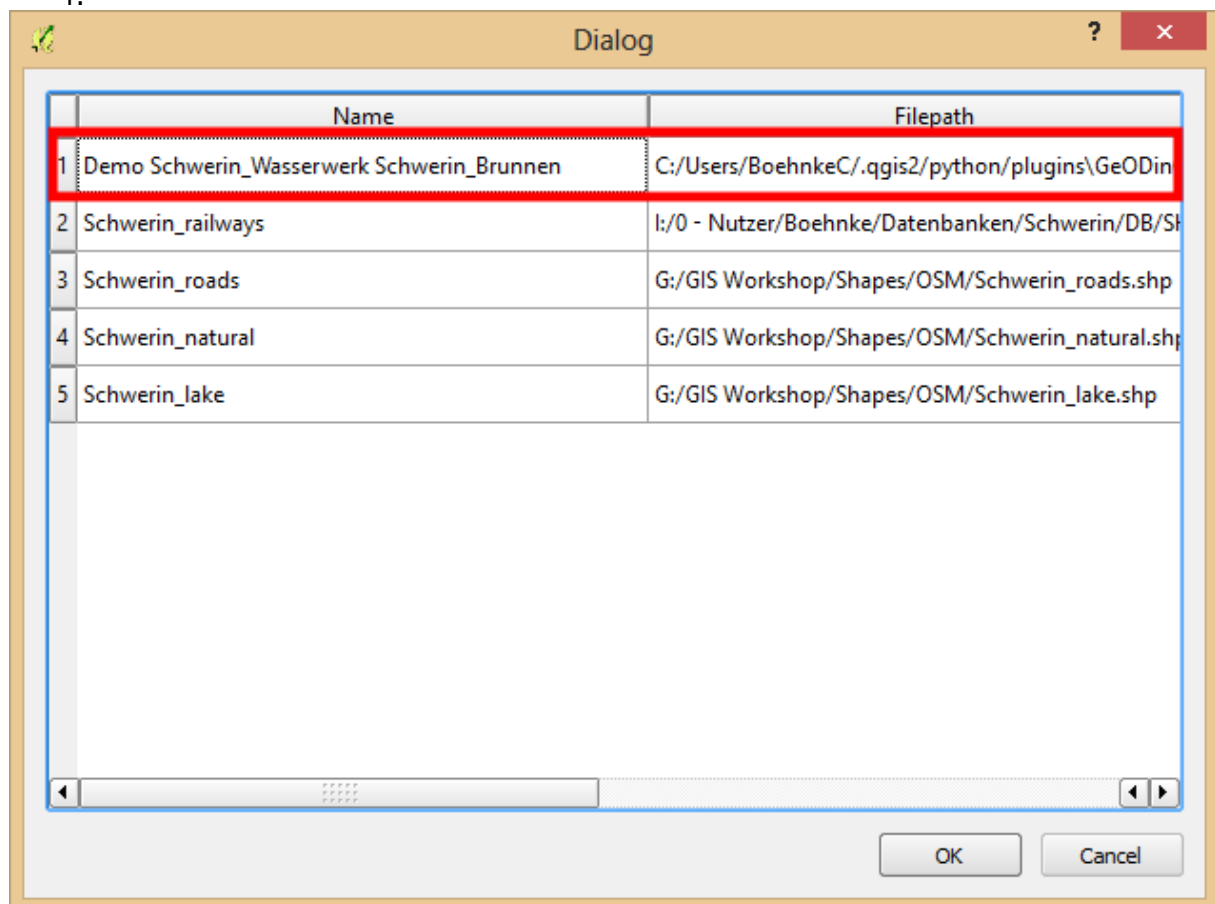 Dialog
?
Name Filepath
1 Demo Schwerin_Wasserwerk Schwerin_Brunnen C:/Users/BoehnkeC/.qgis2/python/plugins\GeODin
2 Schwerin_railways I:/0 - Nutzer/Boehnke/Datenbanken/Schwerin/DB/SH
3 Schwerin_roads G:/GIS Workshop/Shapes/OSM/Schwerin_roads.shp
4 Schwerin_natural G:/GIS Workshop/Shapes/OSM/Schwerin_natural.shp
5 Schwerin_lake G:/GIS Workshop/Shapes/OSM/Schwerin_lake.shp
OK Cancel